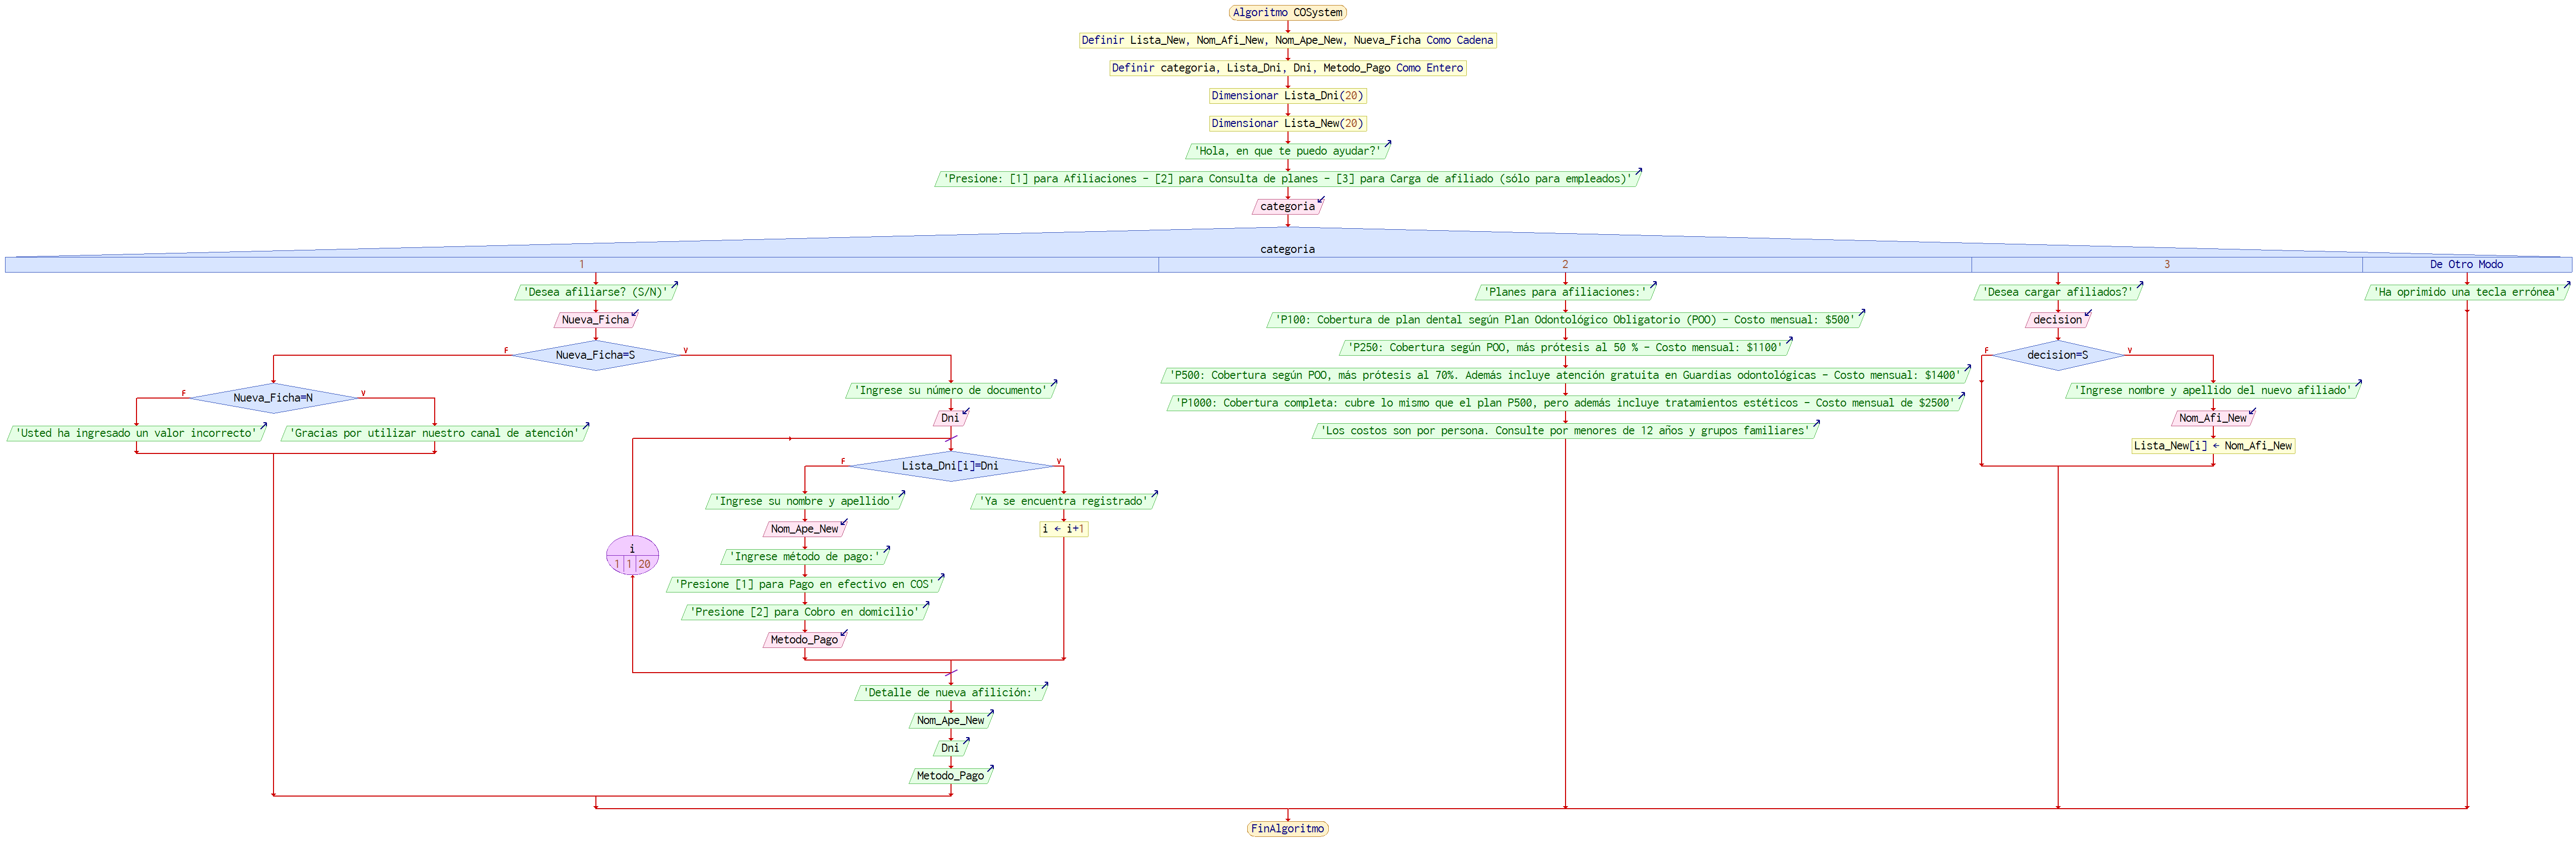 Algoritmo COSystem
Definir Lista_New, Nom_Afi_New, Nom_Ape_New, Nueva_Ficha Como Cadena
Definir categoria, Lista_Dni, Dni, Metodo_Pago Como Entero
Dimensionar Lista_Dni(20)
Dimensionar Lista_New(20)
'Hola, en que te puedo ayudar?'
'Presione: [1] para Afiliaciones - [2] para Consulta de planes - [3] para Carga de afiliado (sólo para empleados)'
categoria
categoria
1
'Desea afiliarse? (S/N)'
Nueva_Ficha
Nueva_Ficha=S
F
V
Nueva_Ficha=N
F
V
'Usted ha ingresado un valor incorrecto'
'Gracias por utilizar nuestro canal de atención'
'Ingrese su número de documento'
Dni
i
1 1 20
Lista_Dni[i]=Dni
F
V
'Ingrese su nombre y apellido'
Nom_Ape_New
'Ingrese método de pago:'
'Presione [1] para Pago en efectivo en COS'
'Presione [2] para Cobro en domicilio'
Metodo_Pago
'Ya se encuentra registrado'
i ← i+1
'Detalle de nueva afilición:'
Nom_Ape_New
Dni
Metodo_Pago
2
'Planes para afiliaciones:'
'P100: Cobertura de plan dental según Plan Odontológico Obligatorio (POO) - Costo mensual: $500'
'P250: Cobertura según POO, más prótesis al 50 % - Costo mensual: $1100'
'P500: Cobertura según POO, más prótesis al 70%. Además incluye atención gratuita en Guardias odontológicas - Costo mensual: $1400'
'P1000: Cobertura completa: cubre lo mismo que el plan P500, pero además incluye tratamientos estéticos - Costo mensual de $2500'
'Los costos son por persona. Consulte por menores de 12 años y grupos familiares'
3
'Desea cargar afiliados?'
decision
decision=S
F
V
'Ingrese nombre y apellido del nuevo afiliado'
Nom_Afi_New
Lista_New[i] ← Nom_Afi_New
De Otro Modo
'Ha oprimido una tecla errónea'
FinAlgoritmo